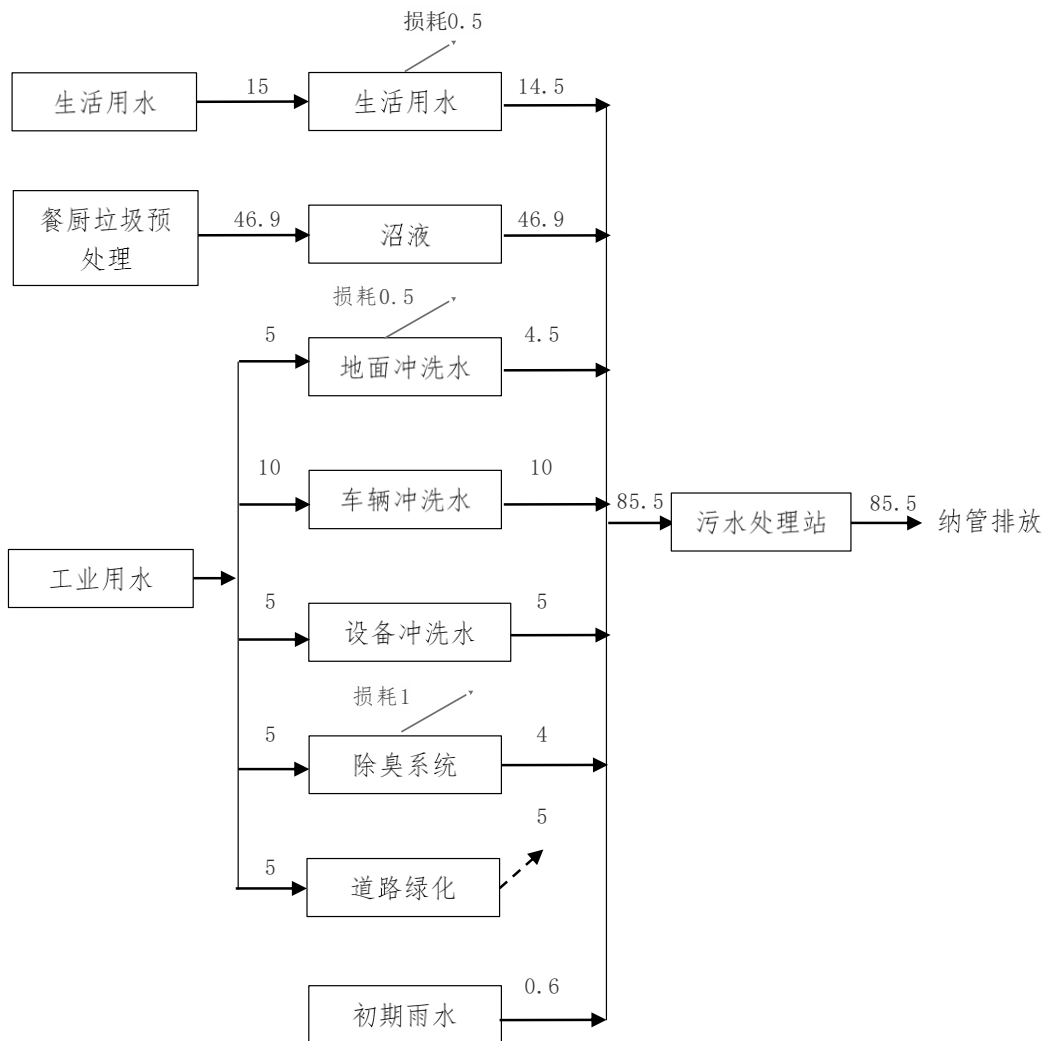 损耗0.5
生活用水
15
生活用水
14.5
餐厨垃圾预
处理
46.9
沼液
46.9
损耗0.5
5
地面冲洗水
4.5
10
车辆冲洗水
10
85.5
污水处理站
85.5
纳管排放
工业用水
5
设备冲洗水
5
损耗1
5
除臭系统
4
5
道路绿化
5
初期雨水
0.6